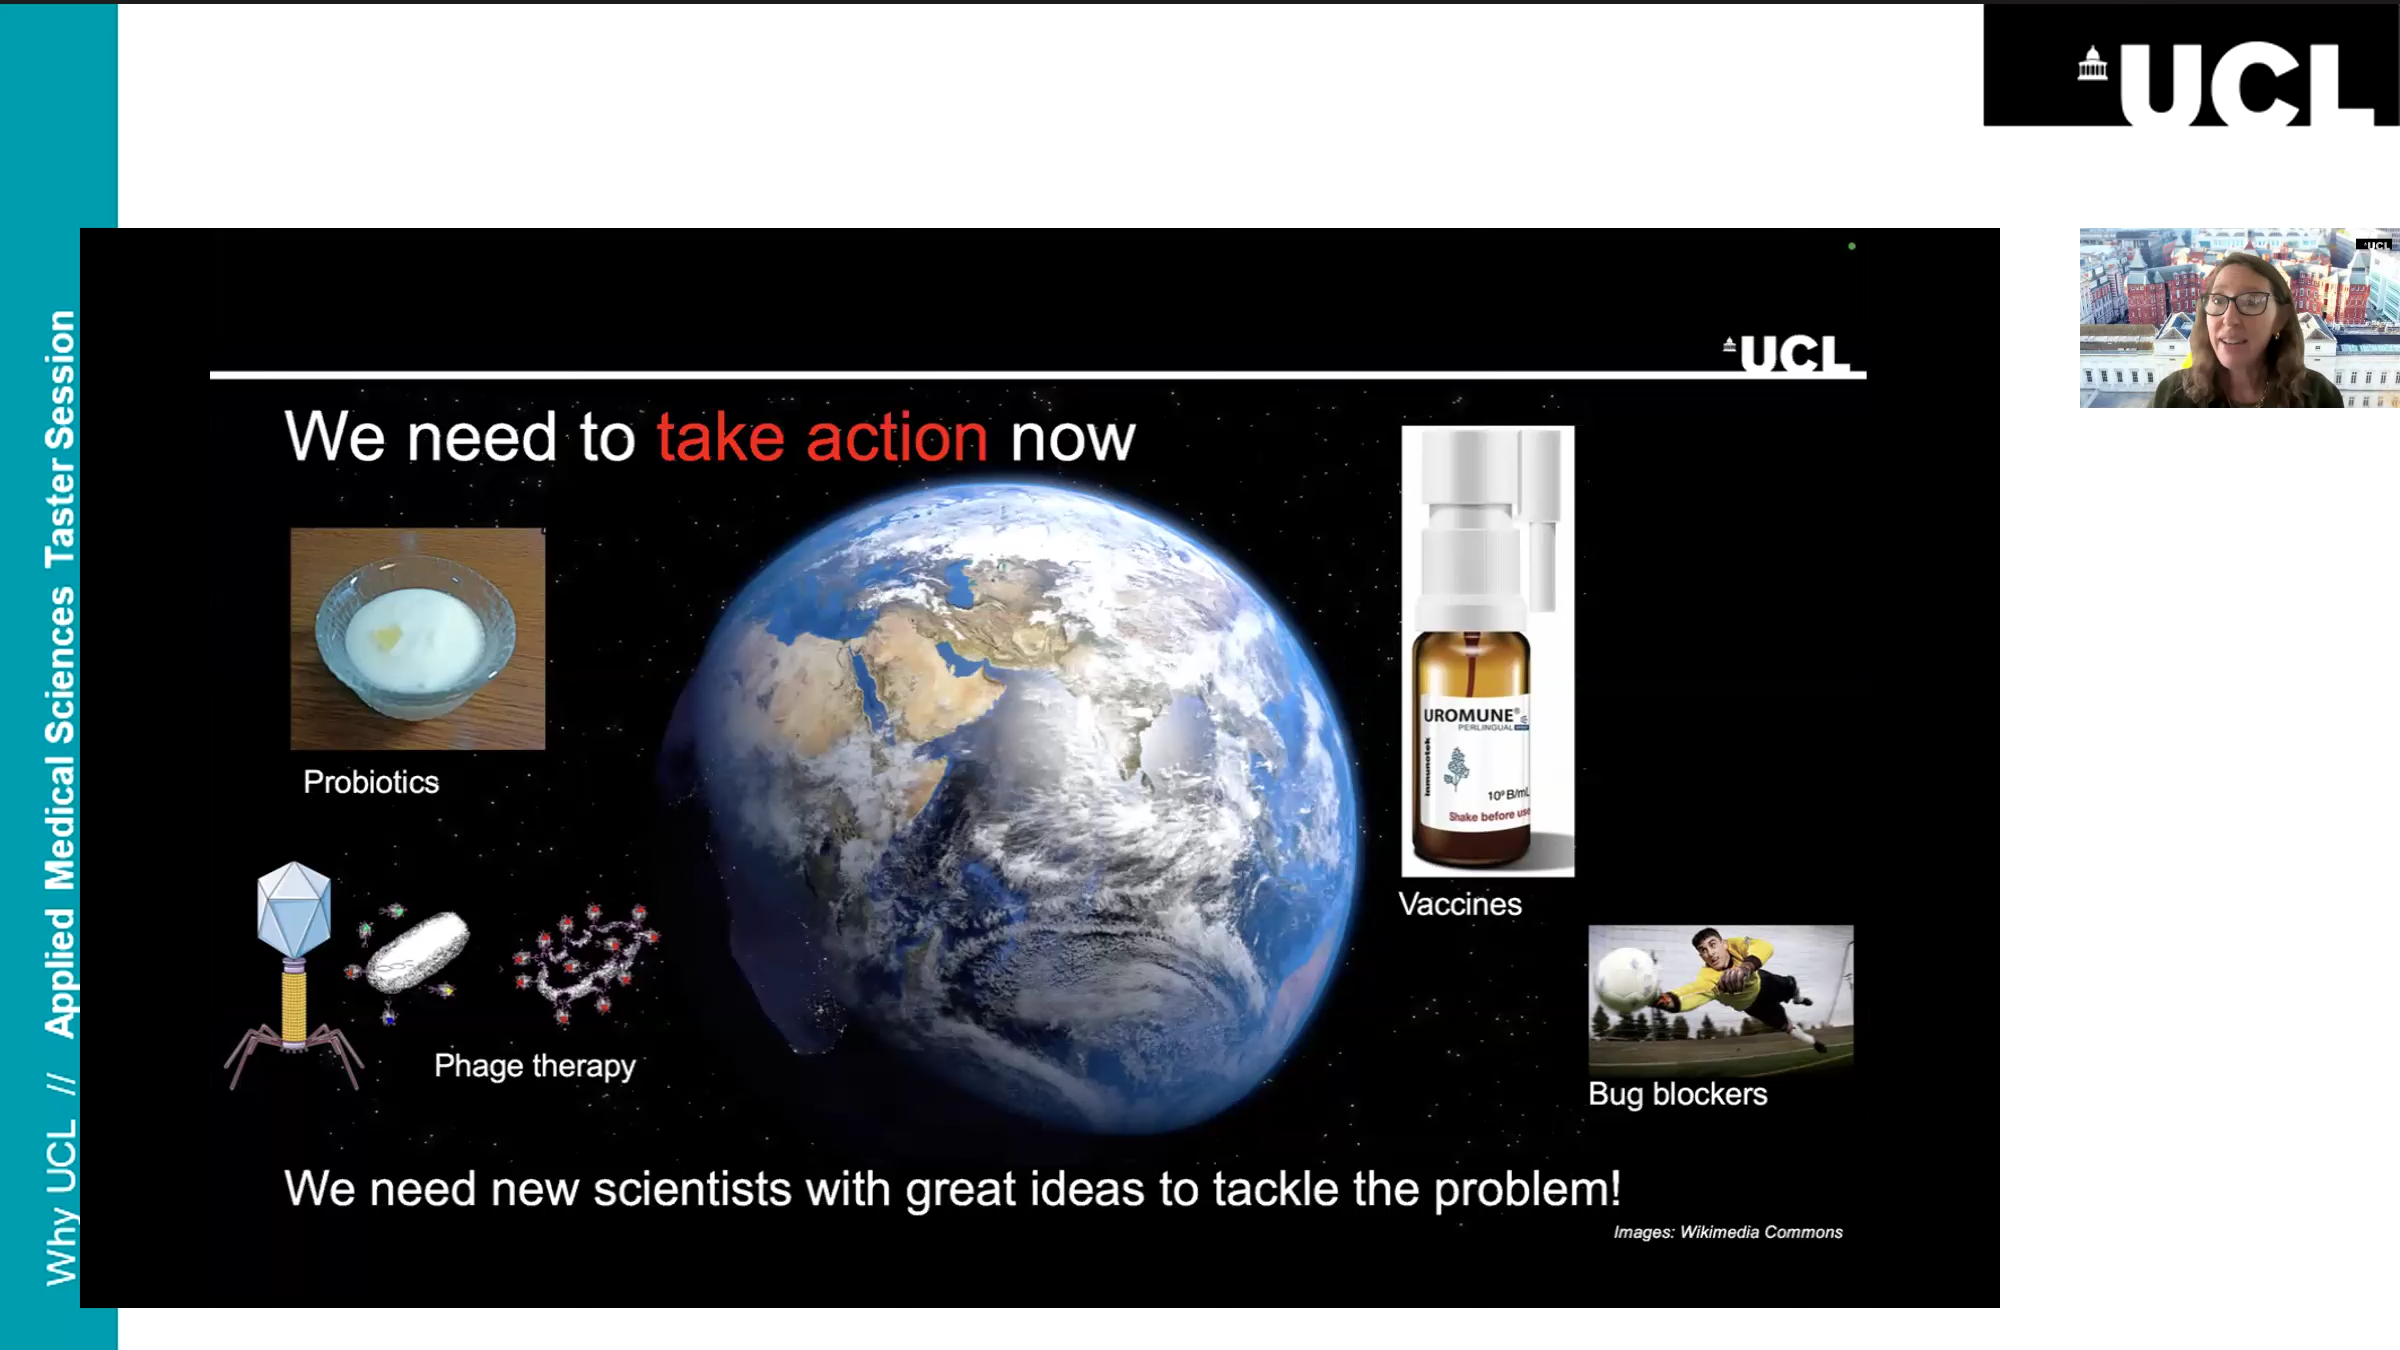 UCL
Why UCL // Applied Medical Sciences Taster Session
UCL
UCL
We need to take action now
Probiotics
Phage therapy
UROMUNE®
PERLINGUAL
inmunotek
10⁹ B/mL
Shake before use
Vaccines
Bug blockers
We need new scientists with great ideas to tackle the problem!
Images: Wikimedia Commons